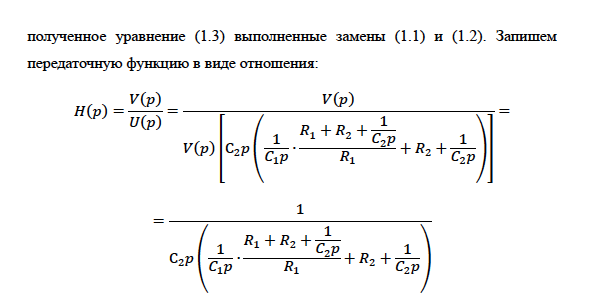 полученное уравнение (1.3) выполненные замены (1.1) и (1.2). Запишем
передаточную функцию в виде отношения:
H(p) = V(p)/U(p) = V(p) / (V(p) [C₂p (1/(C₁p) · (R₁ + R₂ + 1/(C₂p))/R₁ + R₂ + 1/(C₂p))]) =
= 1 / (C₂p (1/(C₁p) · (R₁ + R₂ + 1/(C₂p))/R₁ + R₂ + 1/(C₂p)))